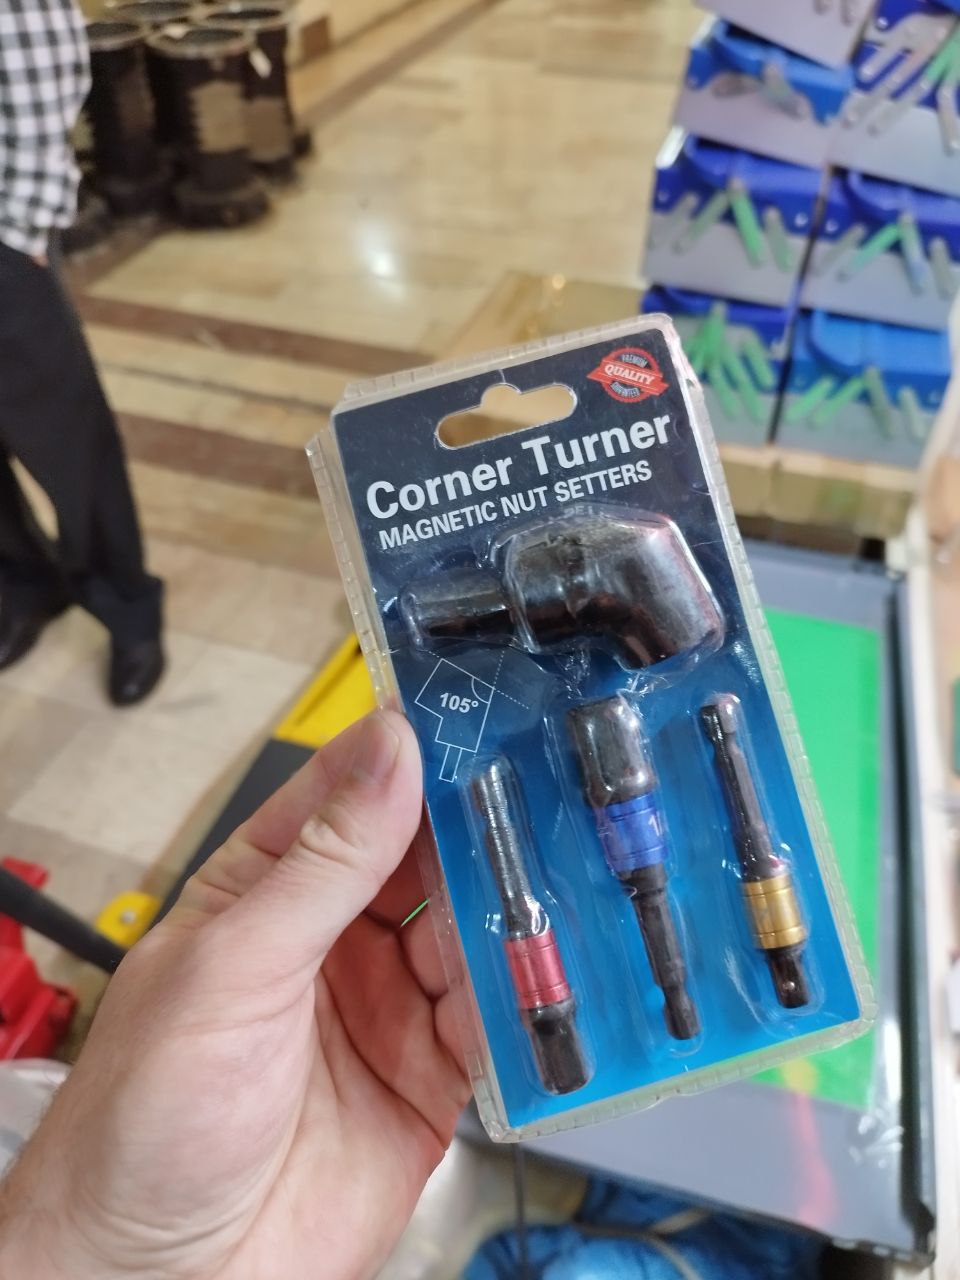 PREMIUM
QUALITY
GUARANTEED
Corner Turner
MAGNETIC NUT SETTERS
105°